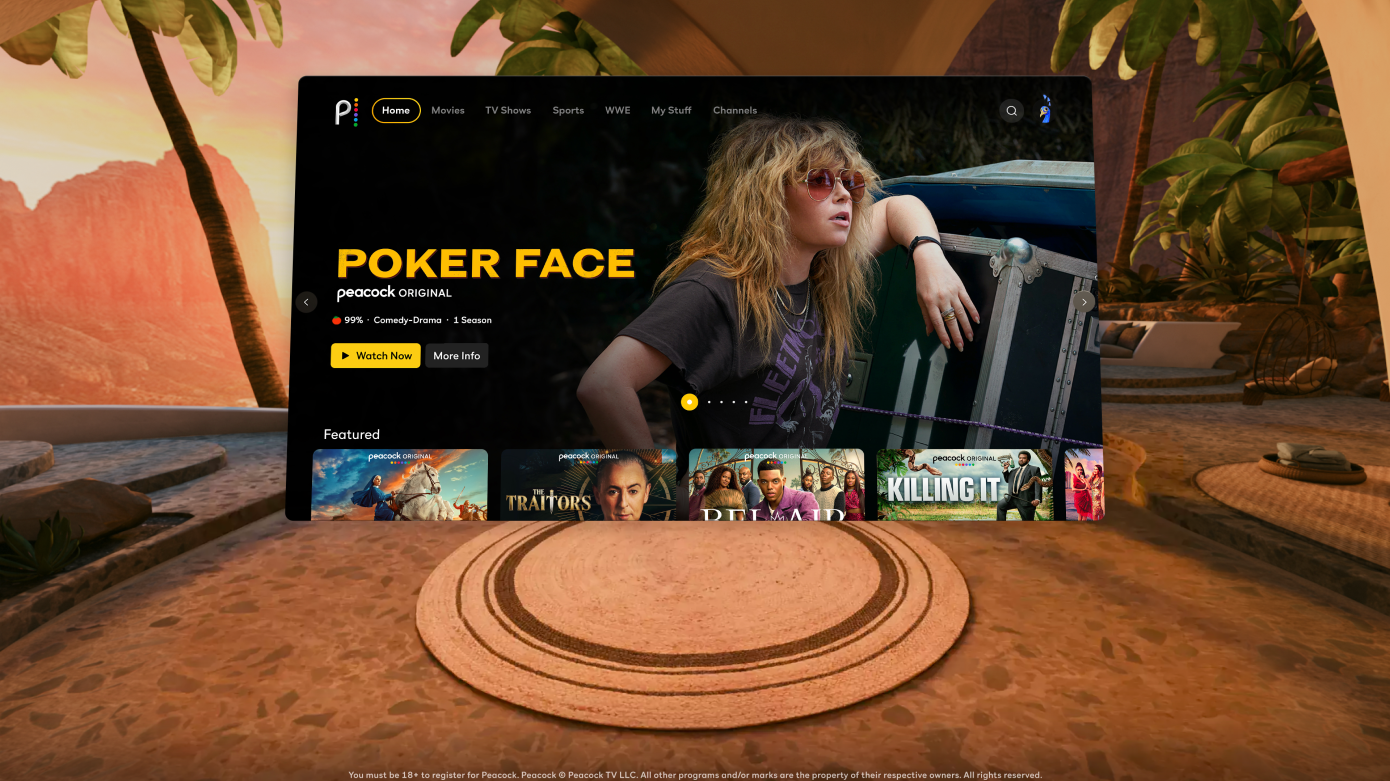 Home Movies TV Shows Sports WWE My Stuff Channels
POKER FACE
peacock ORIGINAL
99% · Comedy-Drama · 1 Season
Watch Now More Info
Featured
peacock ORIGINAL
peacock ORIGINAL
THE
TRAITORS
peacock ORIGINAL
BEL-AIR
peacock ORIGINAL
KILLING IT
You must be 18+ to register for Peacock. Peacock © Peacock TV LLC. All other programs and/or marks are the property of their respective owners. All rights reserved.